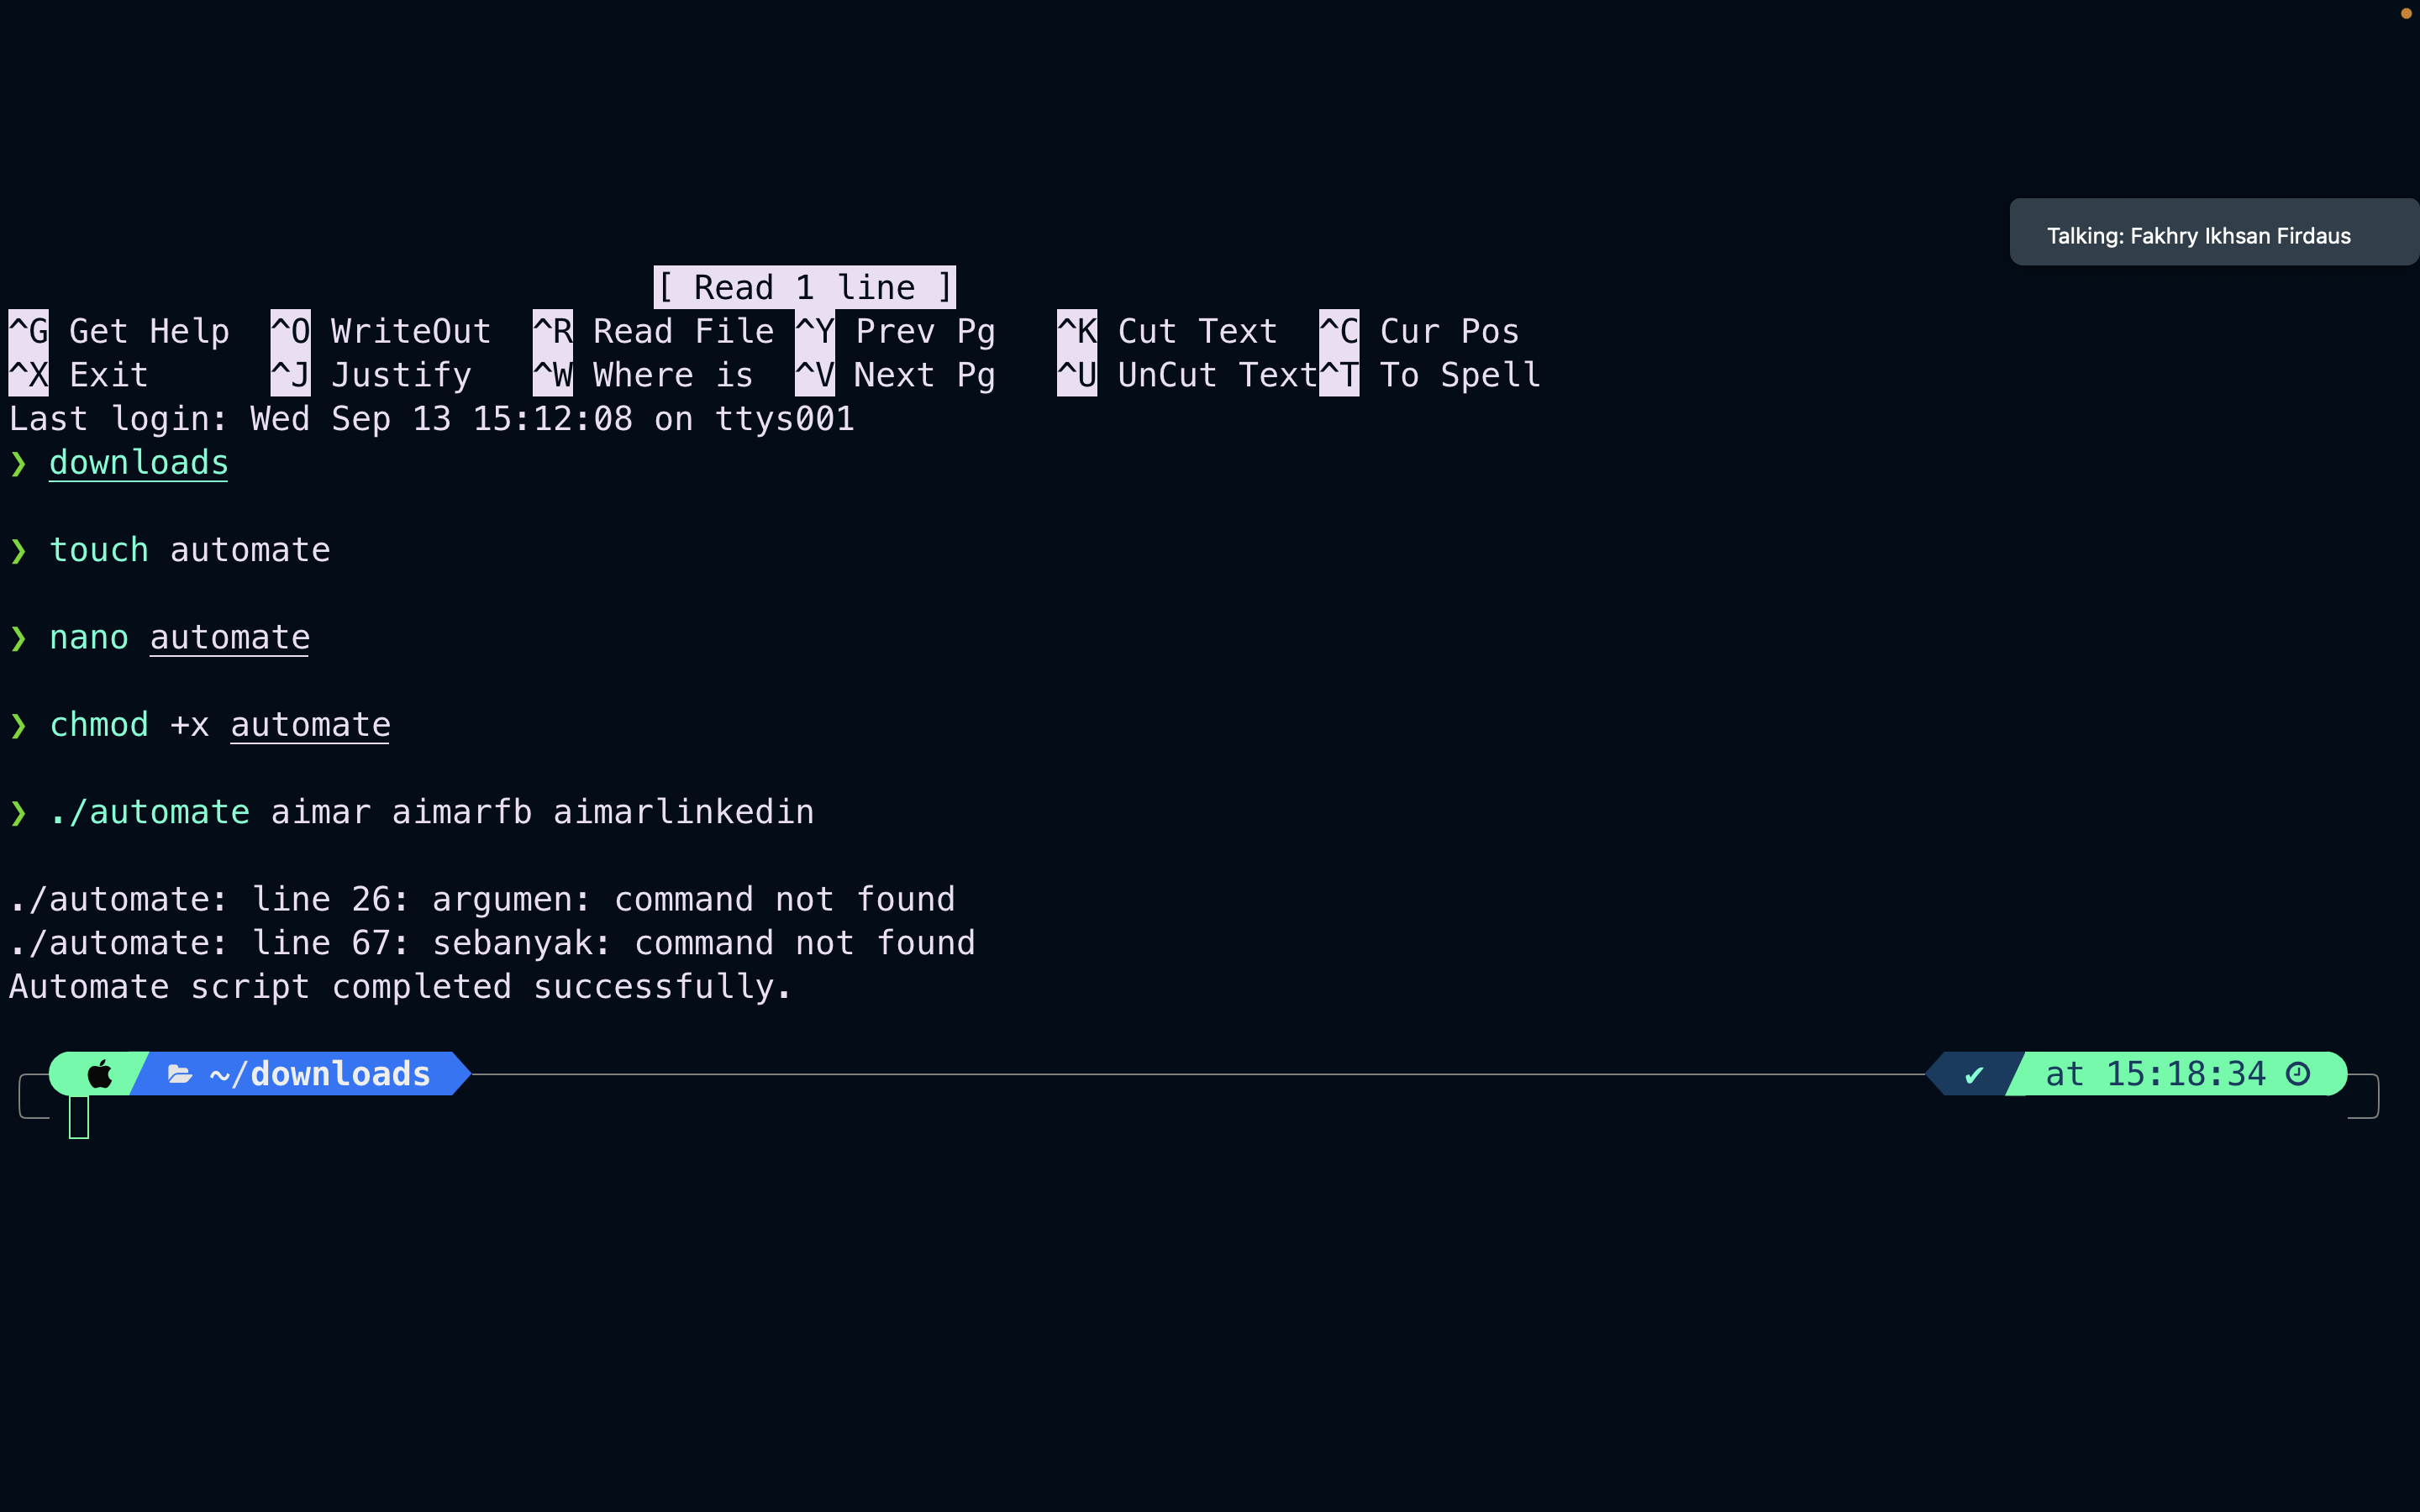 Talking: Fakhry Ikhsan Firdaus
[ Read 1 line ]
^G Get Help ^O WriteOut ^R Read File ^Y Prev Pg ^K Cut Text ^C Cur Pos
^X Exit ^J Justify ^W Where is ^V Next Pg ^U UnCut Text ^T To Spell
Last login: Wed Sep 13 15:12:08 on ttys001
❯ downloads
❯ touch automate
❯ nano automate
❯ chmod +x automate
❯ ./automate aimar aimarfb aimarlinkedin
./automate: line 26: argumen: command not found
./automate: line 67: sebanyak: command not found
Automate script completed successfully.
~/downloads ✔ at 15:18:34